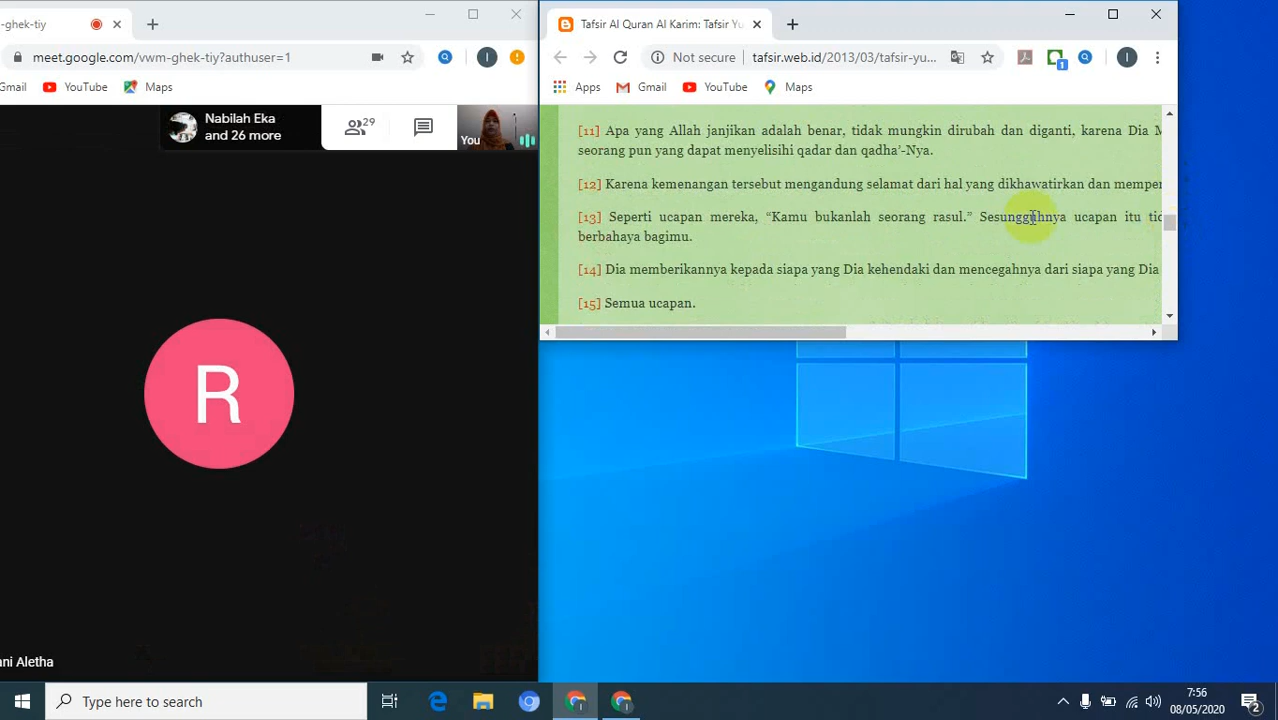 -ghek-tiy
meet.google.com/vwm-ghek-tiy?authuser=1
I
Gmail
YouTube
Maps
Nabilah Eka
and 26 more
29
You
R
ani Aletha
Tafsir Al Quran Al Karim: Tafsir Yu
Not secure
tafsir.web.id/2013/03/tafsir-yu...
1
I
Apps
Gmail
YouTube
Maps
[11] Apa yang Allah janjikan adalah benar, tidak mungkin dirubah dan diganti, karena Dia M
seorang pun yang dapat menyelisihi qadar dan qadha'-Nya.
[12] Karena kemenangan tersebut mengandung selamat dari hal yang dikhawatirkan dan memper
[13] Seperti ucapan mereka, “Kamu bukanlah seorang rasul.” Sesungguhnya ucapan itu tid
berbahaya bagimu.
[14] Dia memberikannya kepada siapa yang Dia kehendaki dan mencegahnya dari siapa yang Dia
[15] Semua ucapan.
Type here to search
I
I
7:56
08/05/2020
2